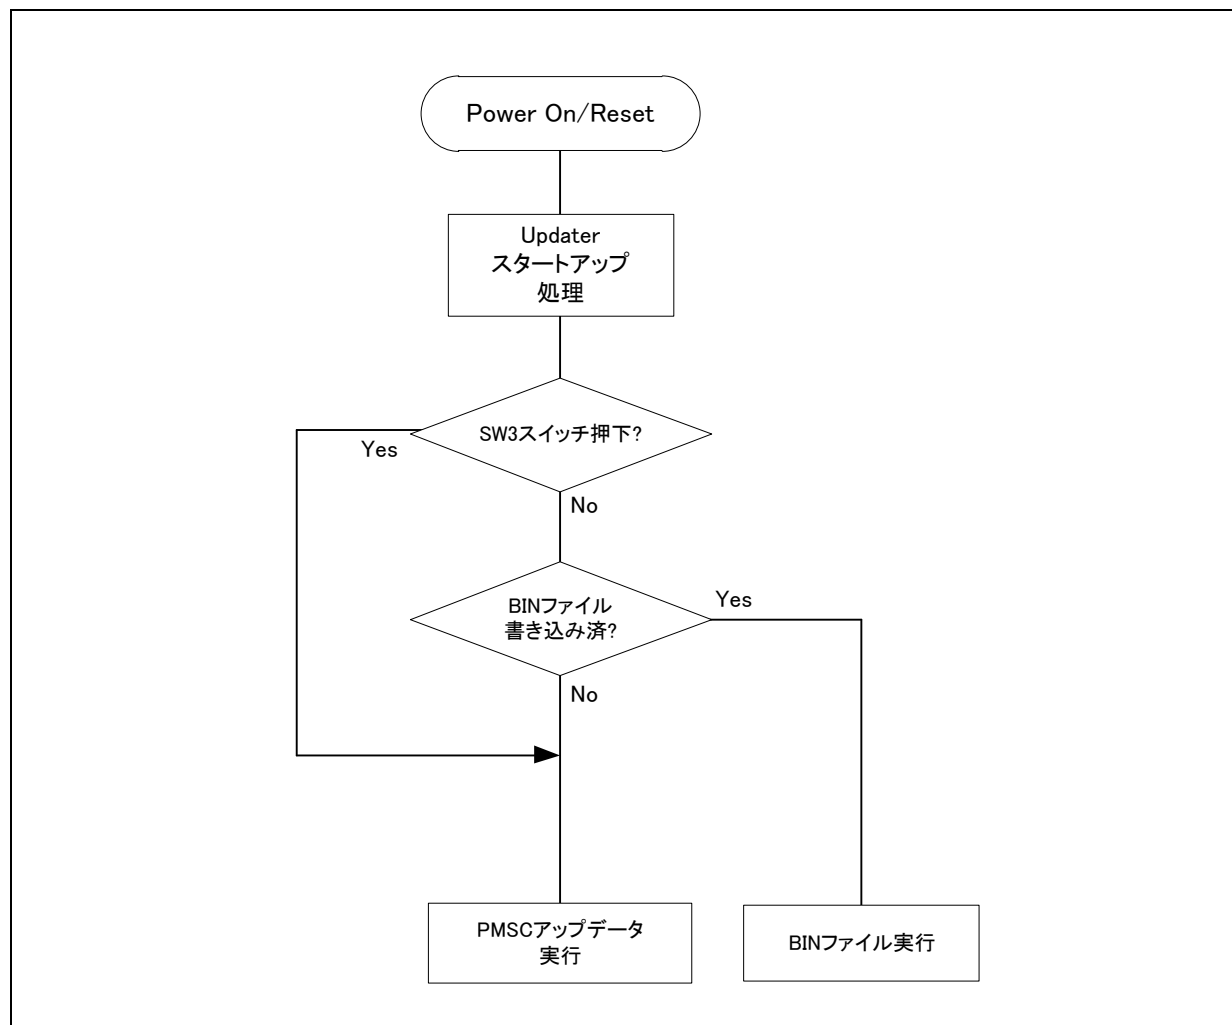 Power On/Reset
Updater
スタートアップ
処理
SW3スイッチ押下?
Yes
No
BINファイル
書き込み済?
Yes
No
PMSCアップデータ
実行
BINファイル実行